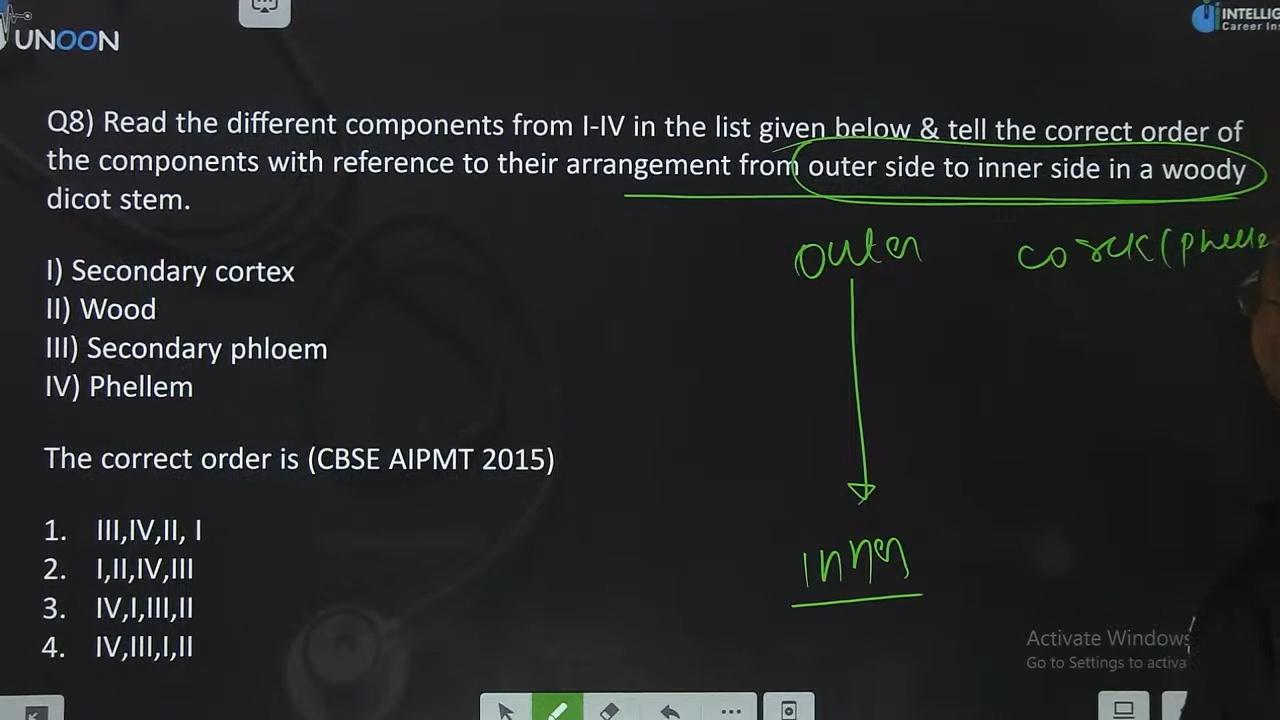 UNOON
INTELLIG
Career Ins
Q8) Read the different components from I-IV in the list given below & tell the correct order of
the components with reference to their arrangement from outer side to inner side in a woody
dicot stem.
outer
corck(phelle
I) Secondary cortex
II) Wood
III) Secondary phloem
IV) Phellem
The correct order is (CBSE AIPMT 2015)
1. III,IV,II, I
2. I,II,IV,III
3. IV,I,III,II
4. IV,III,I,II
inner
Activate Windows
Go to Settings to activa